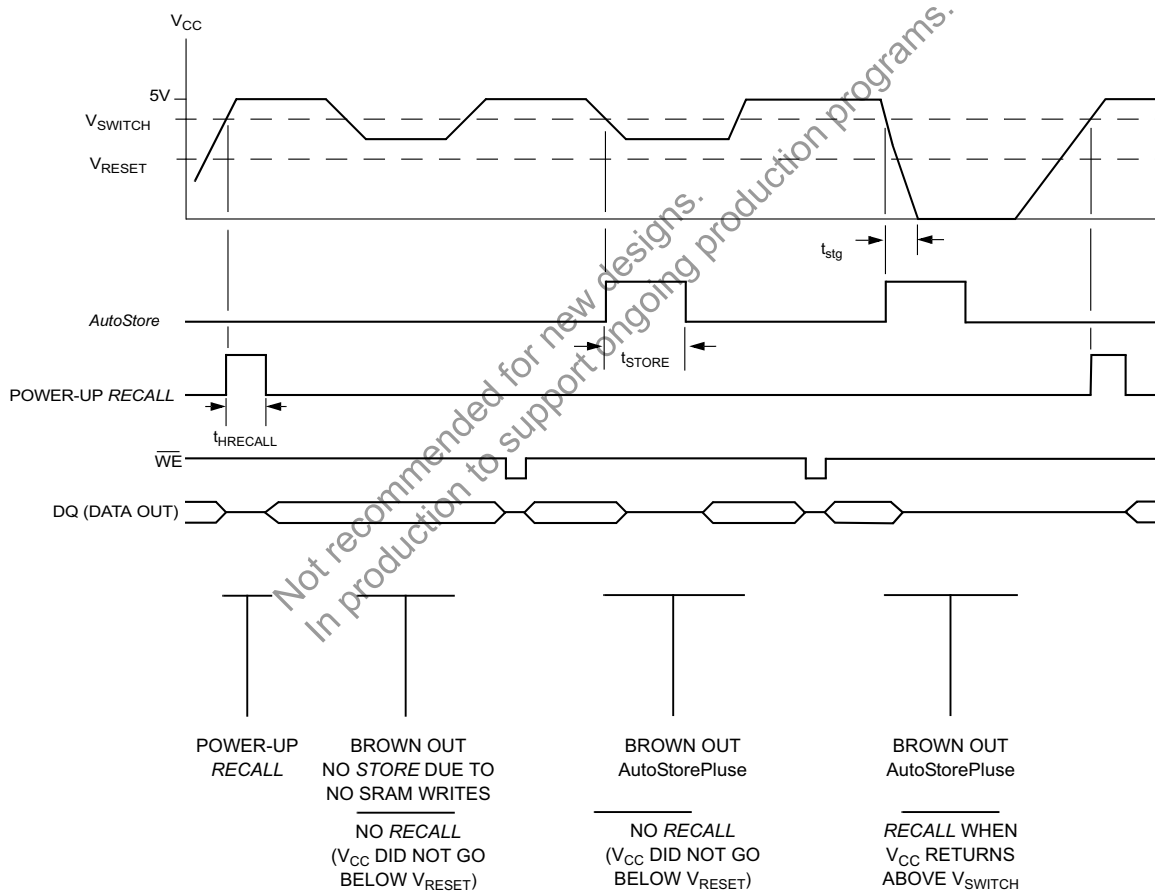 VCC
5V
VSWITCH
VRESET
tstg
AutoStore
tSTORE
POWER-UP RECALL
tHRECALL
WE
DQ (DATA OUT)
Not recommended for new designs.
In production to support ongoing production programs.
POWER-UP
RECALL
BROWN OUT
NO STORE DUE TO
NO SRAM WRITES
NO RECALL
(VCC DID NOT GO
BELOW VRESET)
BROWN OUT
AutoStorePluse
NO RECALL
(VCC DID NOT GO
BELOW VRESET)
BROWN OUT
AutoStorePluse
RECALL WHEN
VCC RETURNS
ABOVE VSWITCH